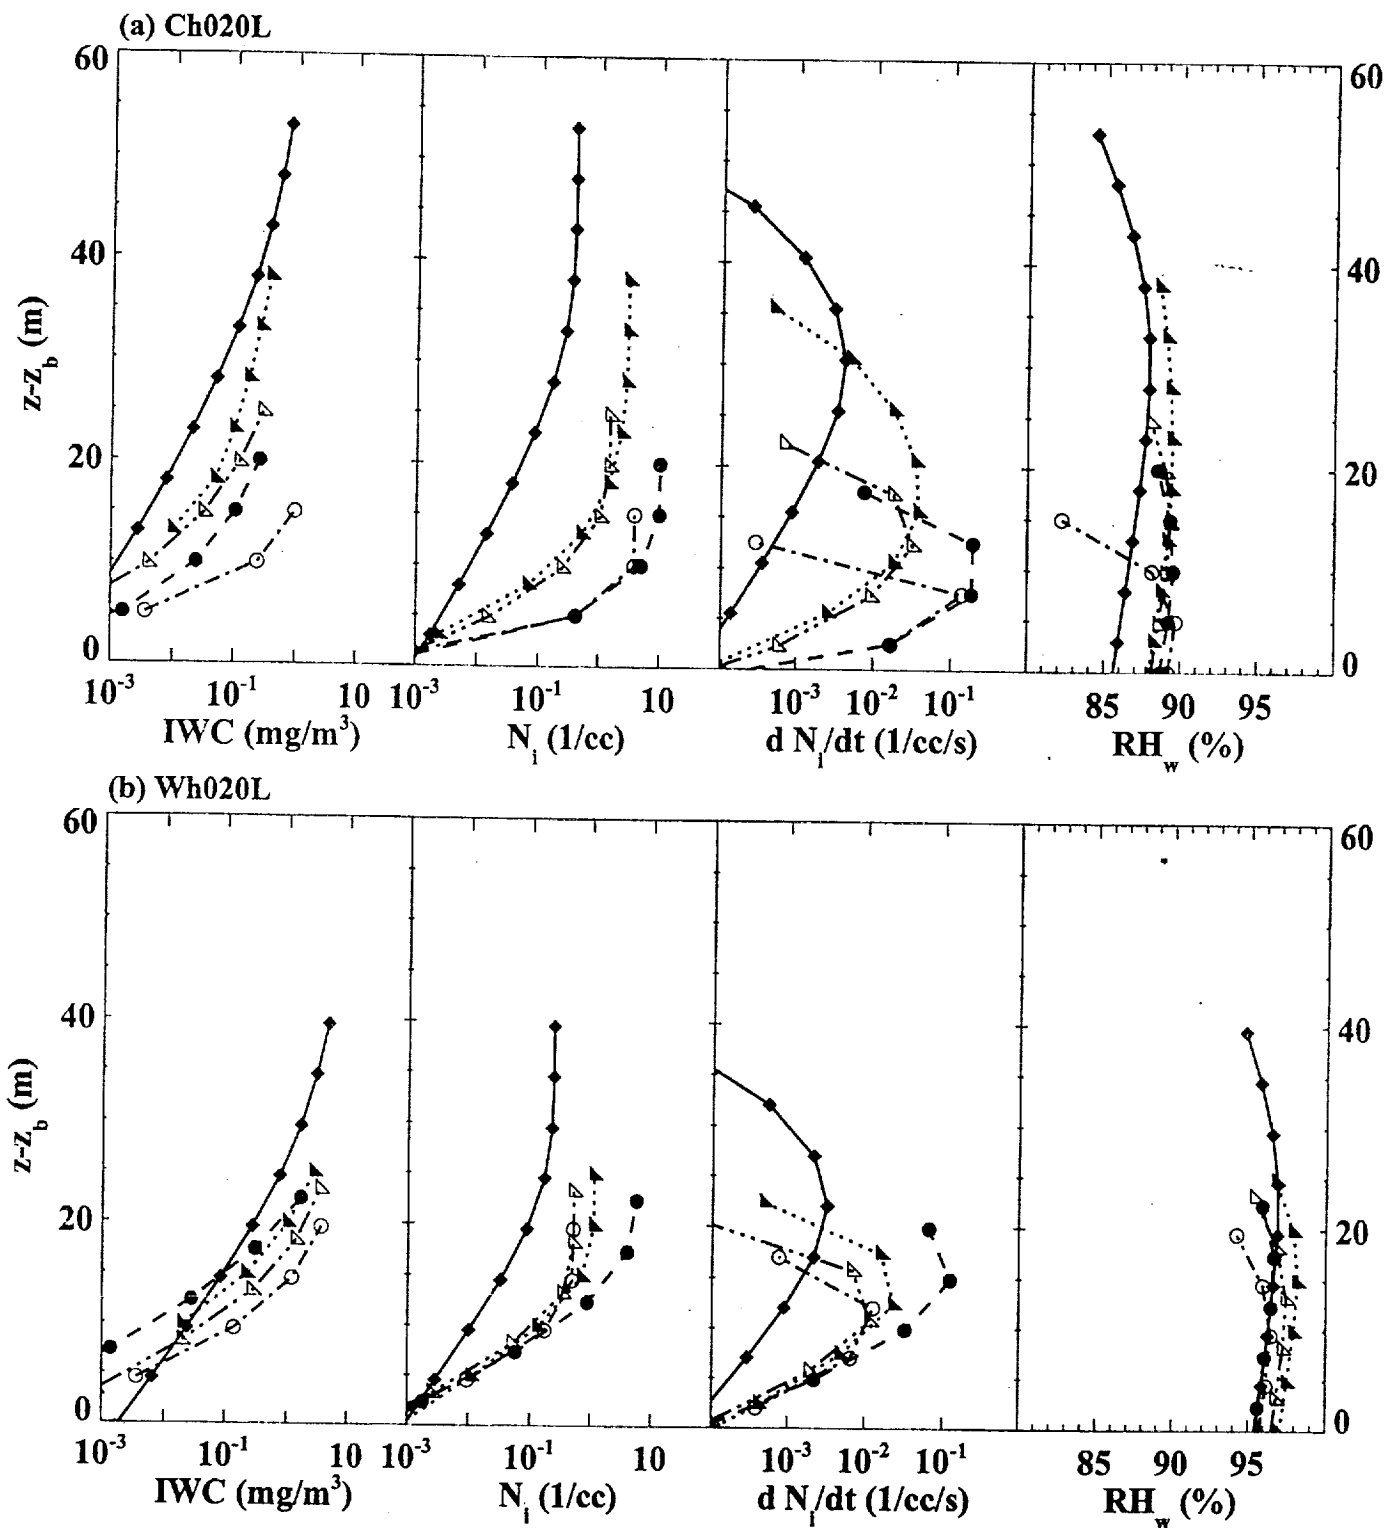 (a) Ch020L
60
40
20
0
z-z_b (m)
60
40
20
0
10^-3 10^-1 10 10^-3 10^-1 10 10^-3 10^-2 10^-1 85 90 95
IWC (mg/m^3) N_i (1/cc) d N_i/dt (1/cc/s) RH_w (%)
(b) Wh020L
60
40
20
0
z-z_b (m)
60
40
20
0
10^-3 10^-1 10 10^-3 10^-1 10 10^-3 10^-2 10^-1 85 90 95
IWC (mg/m^3) N_i (1/cc) d N_i/dt (1/cc/s) RH_w (%)